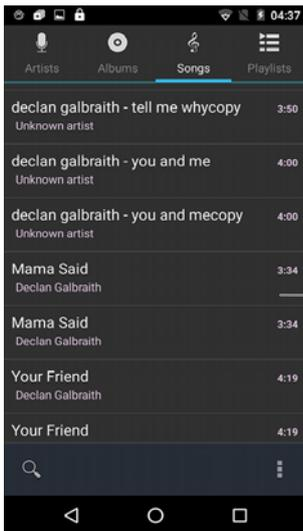 04:37
Artists Albums Songs Playlists
declan galbraith - tell me whycopy 3:50
Unknown artist
declan galbraith - you and me 4:00
Unknown artist
declan galbraith - you and mecopy 4:00
Unknown artist
Mama Said 3:34
Declan Galbraith
Mama Said 3:34
Declan Galbraith
Your Friend 4:19
Declan Galbraith
Your Friend 4:19